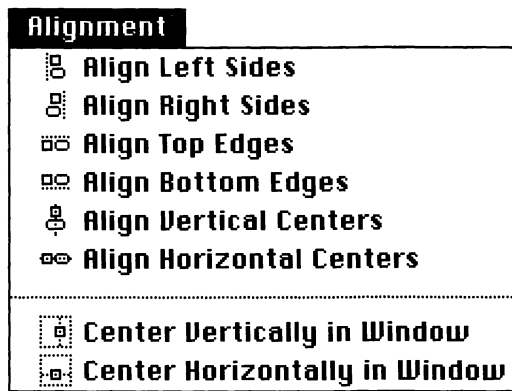 Alignment
Align Left Sides
Align Right Sides
Align Top Edges
Align Bottom Edges
Align Vertical Centers
Align Horizontal Centers
Center Vertically in Window
Center Horizontally in Window